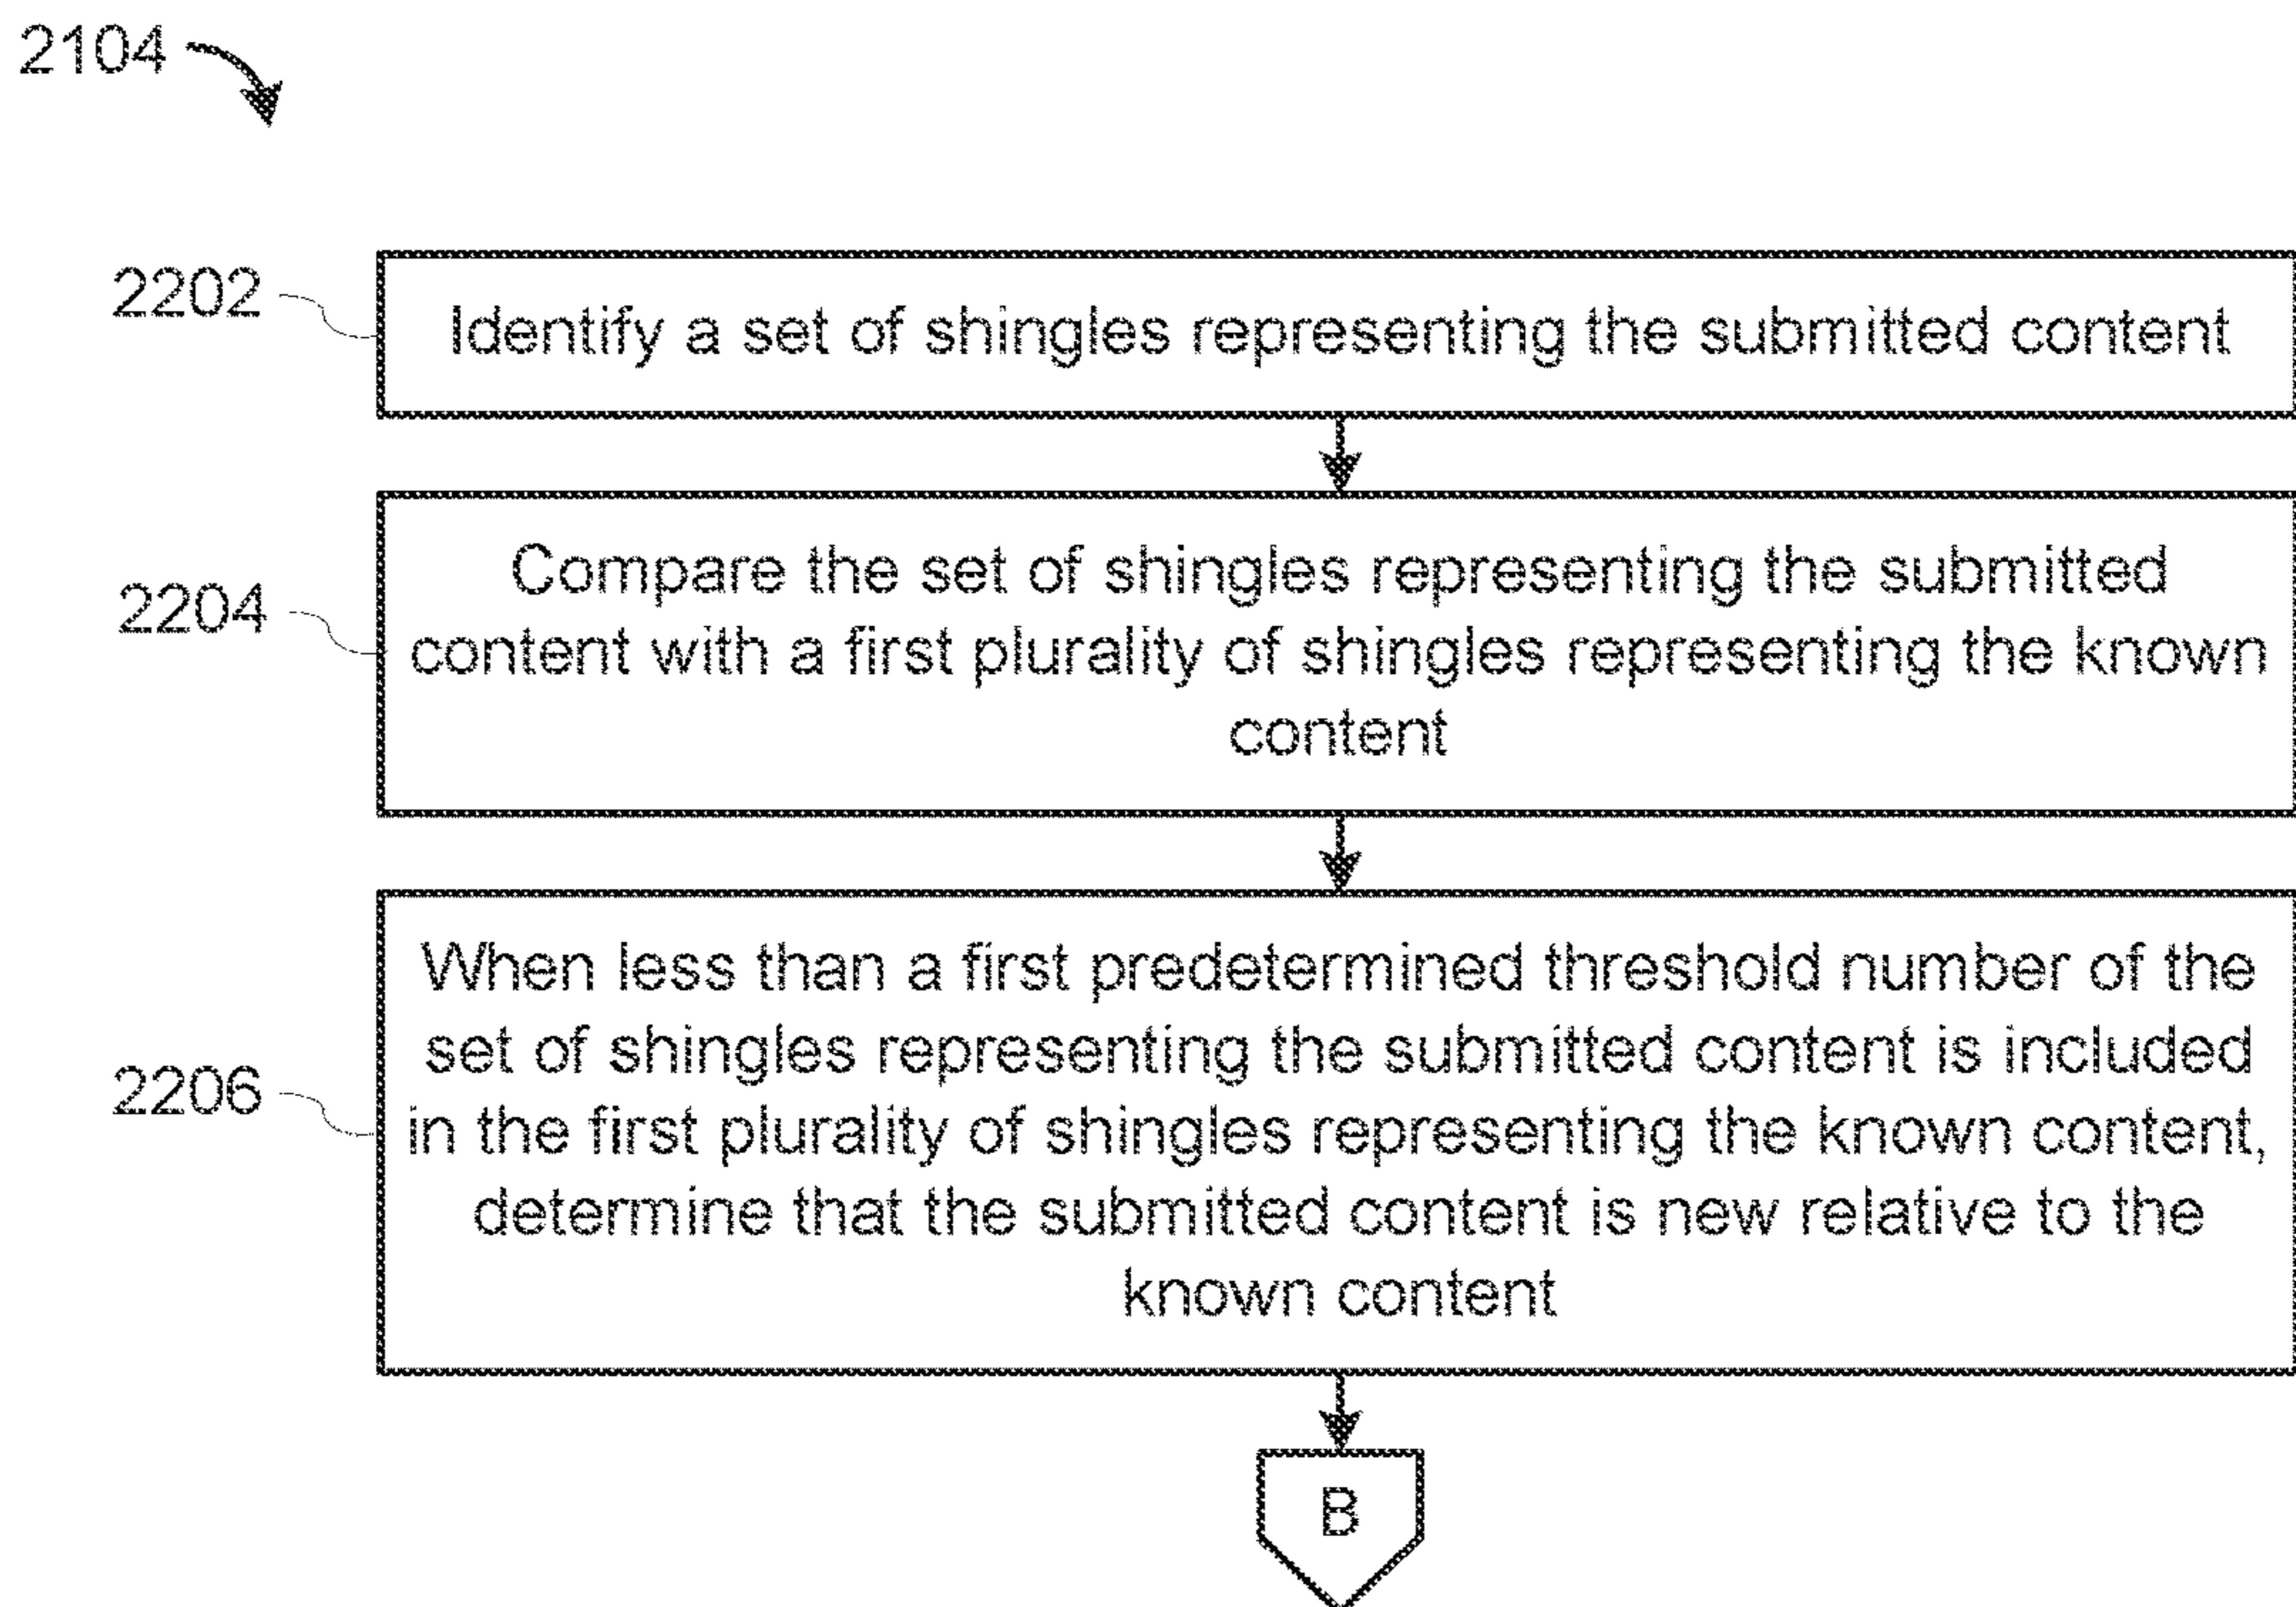 2104
2202
Identify a set of shingles representing the submitted content
2204
Compare the set of shingles representing the submitted
content with a first plurality of shingles representing the known
content
2206
When less than a first predetermined threshold number of the
set of shingles representing the submitted content is included
in the first plurality of shingles representing the known content,
determine that the submitted content is new relative to the
known content
B